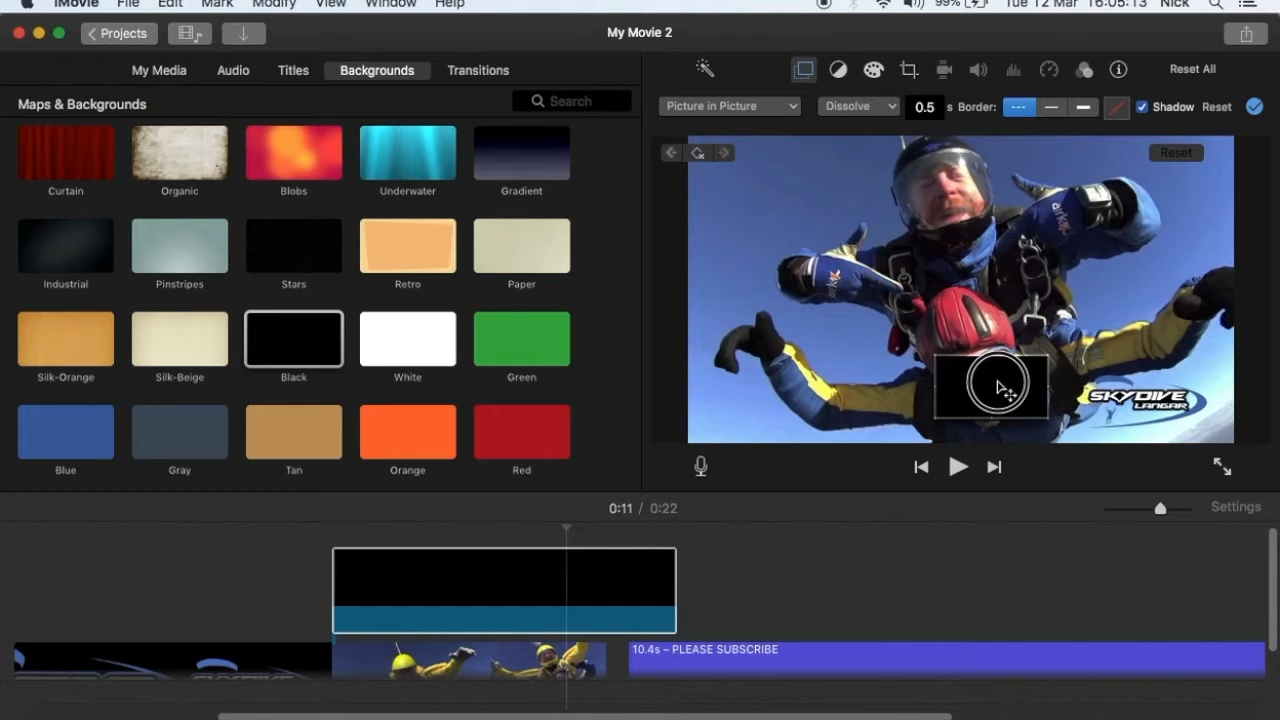 iMovie File Edit Mark Modify View Window Help 99% Tue 12 Mar 16:05:13 Nick
Projects My Movie 2
My Media Audio Titles Backgrounds Transitions Reset All
Maps & Backgrounds Search Picture in Picture Dissolve 0.5 s Border: Shadow Reset
Reset
Curtain Organic Blobs Underwater Gradient
Industrial Pinstripes Stars Retro Paper
Silk-Orange Silk-Beige Black White Green
Blue Gray Tan Orange Red
airkix
airkix
SKYDIVE
LANGAR
0:11 / 0:22 Settings
10.4s – PLEASE SUBSCRIBE